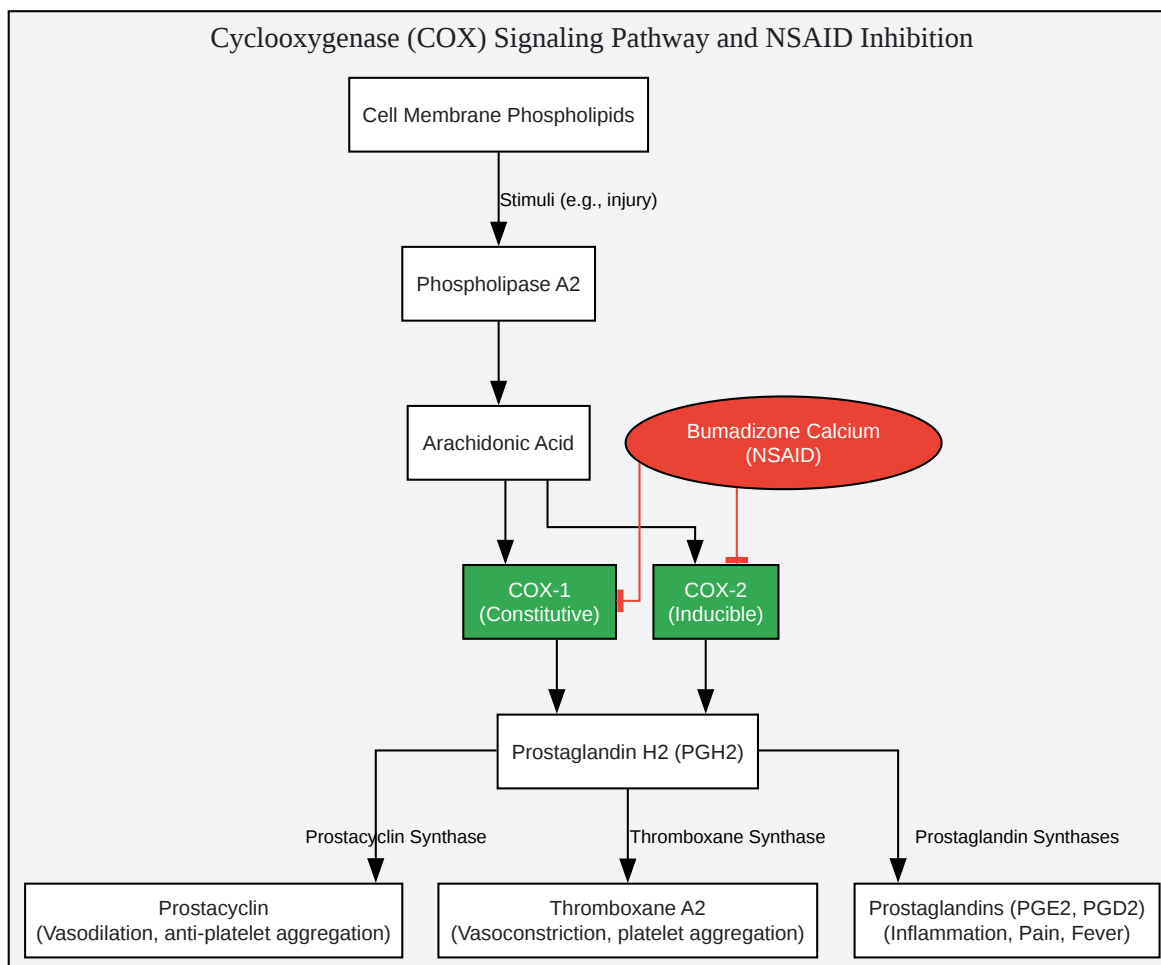 Cyclooxygenase (COX) Signaling Pathway and NSAID Inhibition
Cell Membrane Phospholipids
Stimuli (e.g., injury)
Phospholipase A2
Arachidonic Acid
Bumadizone Calcium
(NSAID)
COX-1
(Constitutive)
COX-2
(Inducible)
Prostaglandin H2 (PGH2)
Prostacyclin Synthase
Thromboxane Synthase
Prostaglandin Synthases
Prostacyclin
(Vasodilation, anti-platelet aggregation)
Thromboxane A2
(Vasoconstriction, platelet aggregation)
Prostaglandins (PGE2, PGD2)
(Inflammation, Pain, Fever)